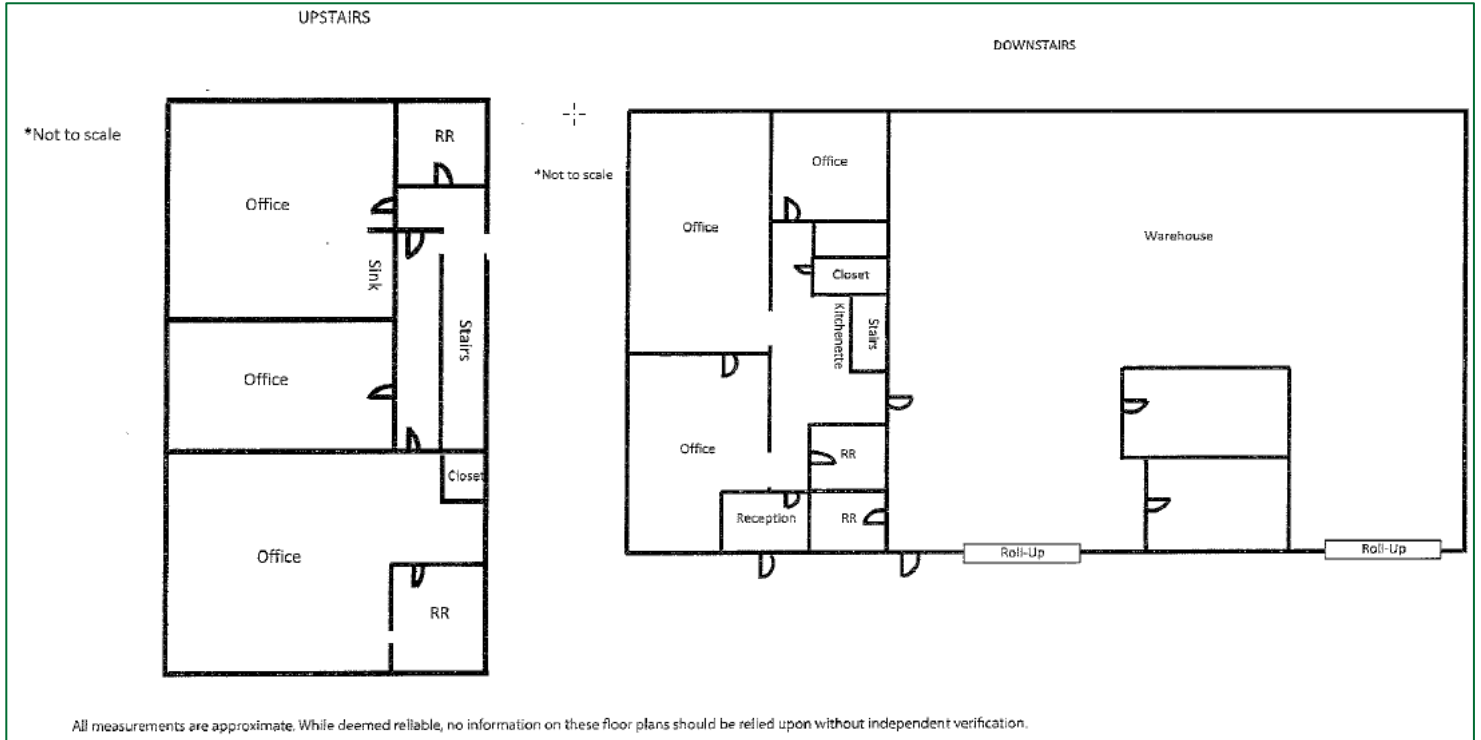 UPSTAIRS
*Not to scale
RR
Office
Sink
Stairs
Office
Closet
Office
RR
DOWNSTAIRS
*Not to scale
Office
Office
Warehouse
Closet
Kitchenette
Stairs
Office
RR
Reception
RR
Roll-Up
Roll-Up
All measurements are approximate. While deemed reliable, no information on these floor plans should be relied upon without independent verification.